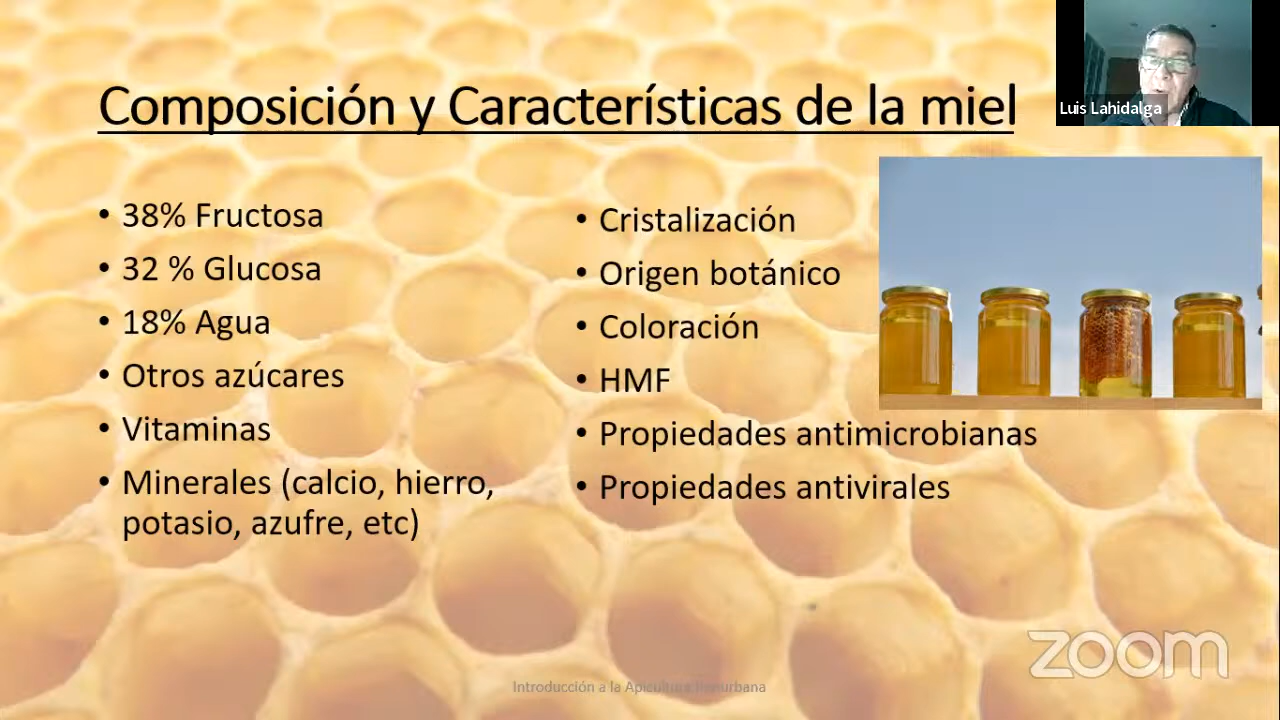 Composición y Características de la miel
Luis Lahidalga
• 38% Fructosa
• 32 % Glucosa
• 18% Agua
• Otros azúcares
• Vitaminas
• Minerales (calcio, hierro,
potasio, azufre, etc)
• Cristalización
• Origen botánico
• Coloración
• HMF
• Propiedades antimicrobianas
• Propiedades antivirales
zoom
Introducción a la Apicultura